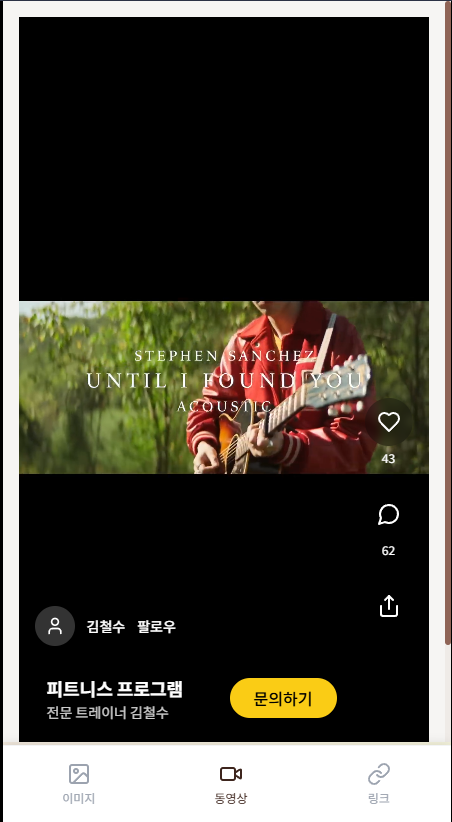 STEPHEN SANCHEZ
UNTIL I FOUND YOU
ACOUSTIC
43
62
김철수 팔로우
피트니스 프로그램
전문 트레이너 김철수
문의하기
이미지
동영상
링크